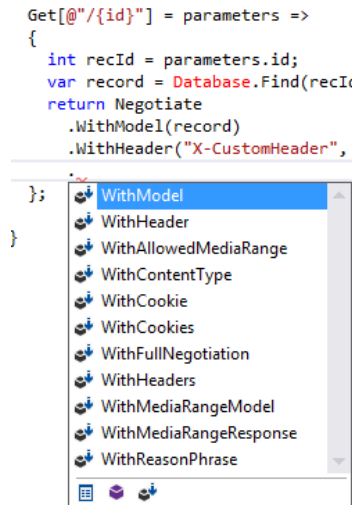 Get[@"/{id}"] = parameters =>
{
int recId = parameters.id;
var record = Database.Find(recId
return Negotiate
.WithModel(record)
.WithHeader("X-CustomHeader",
.
};
}
WithModel
WithHeader
WithAllowedMediaRange
WithContentType
WithCookie
WithCookies
WithFullNegotiation
WithHeaders
WithMediaRangeModel
WithMediaRangeResponse
WithReasonPhrase